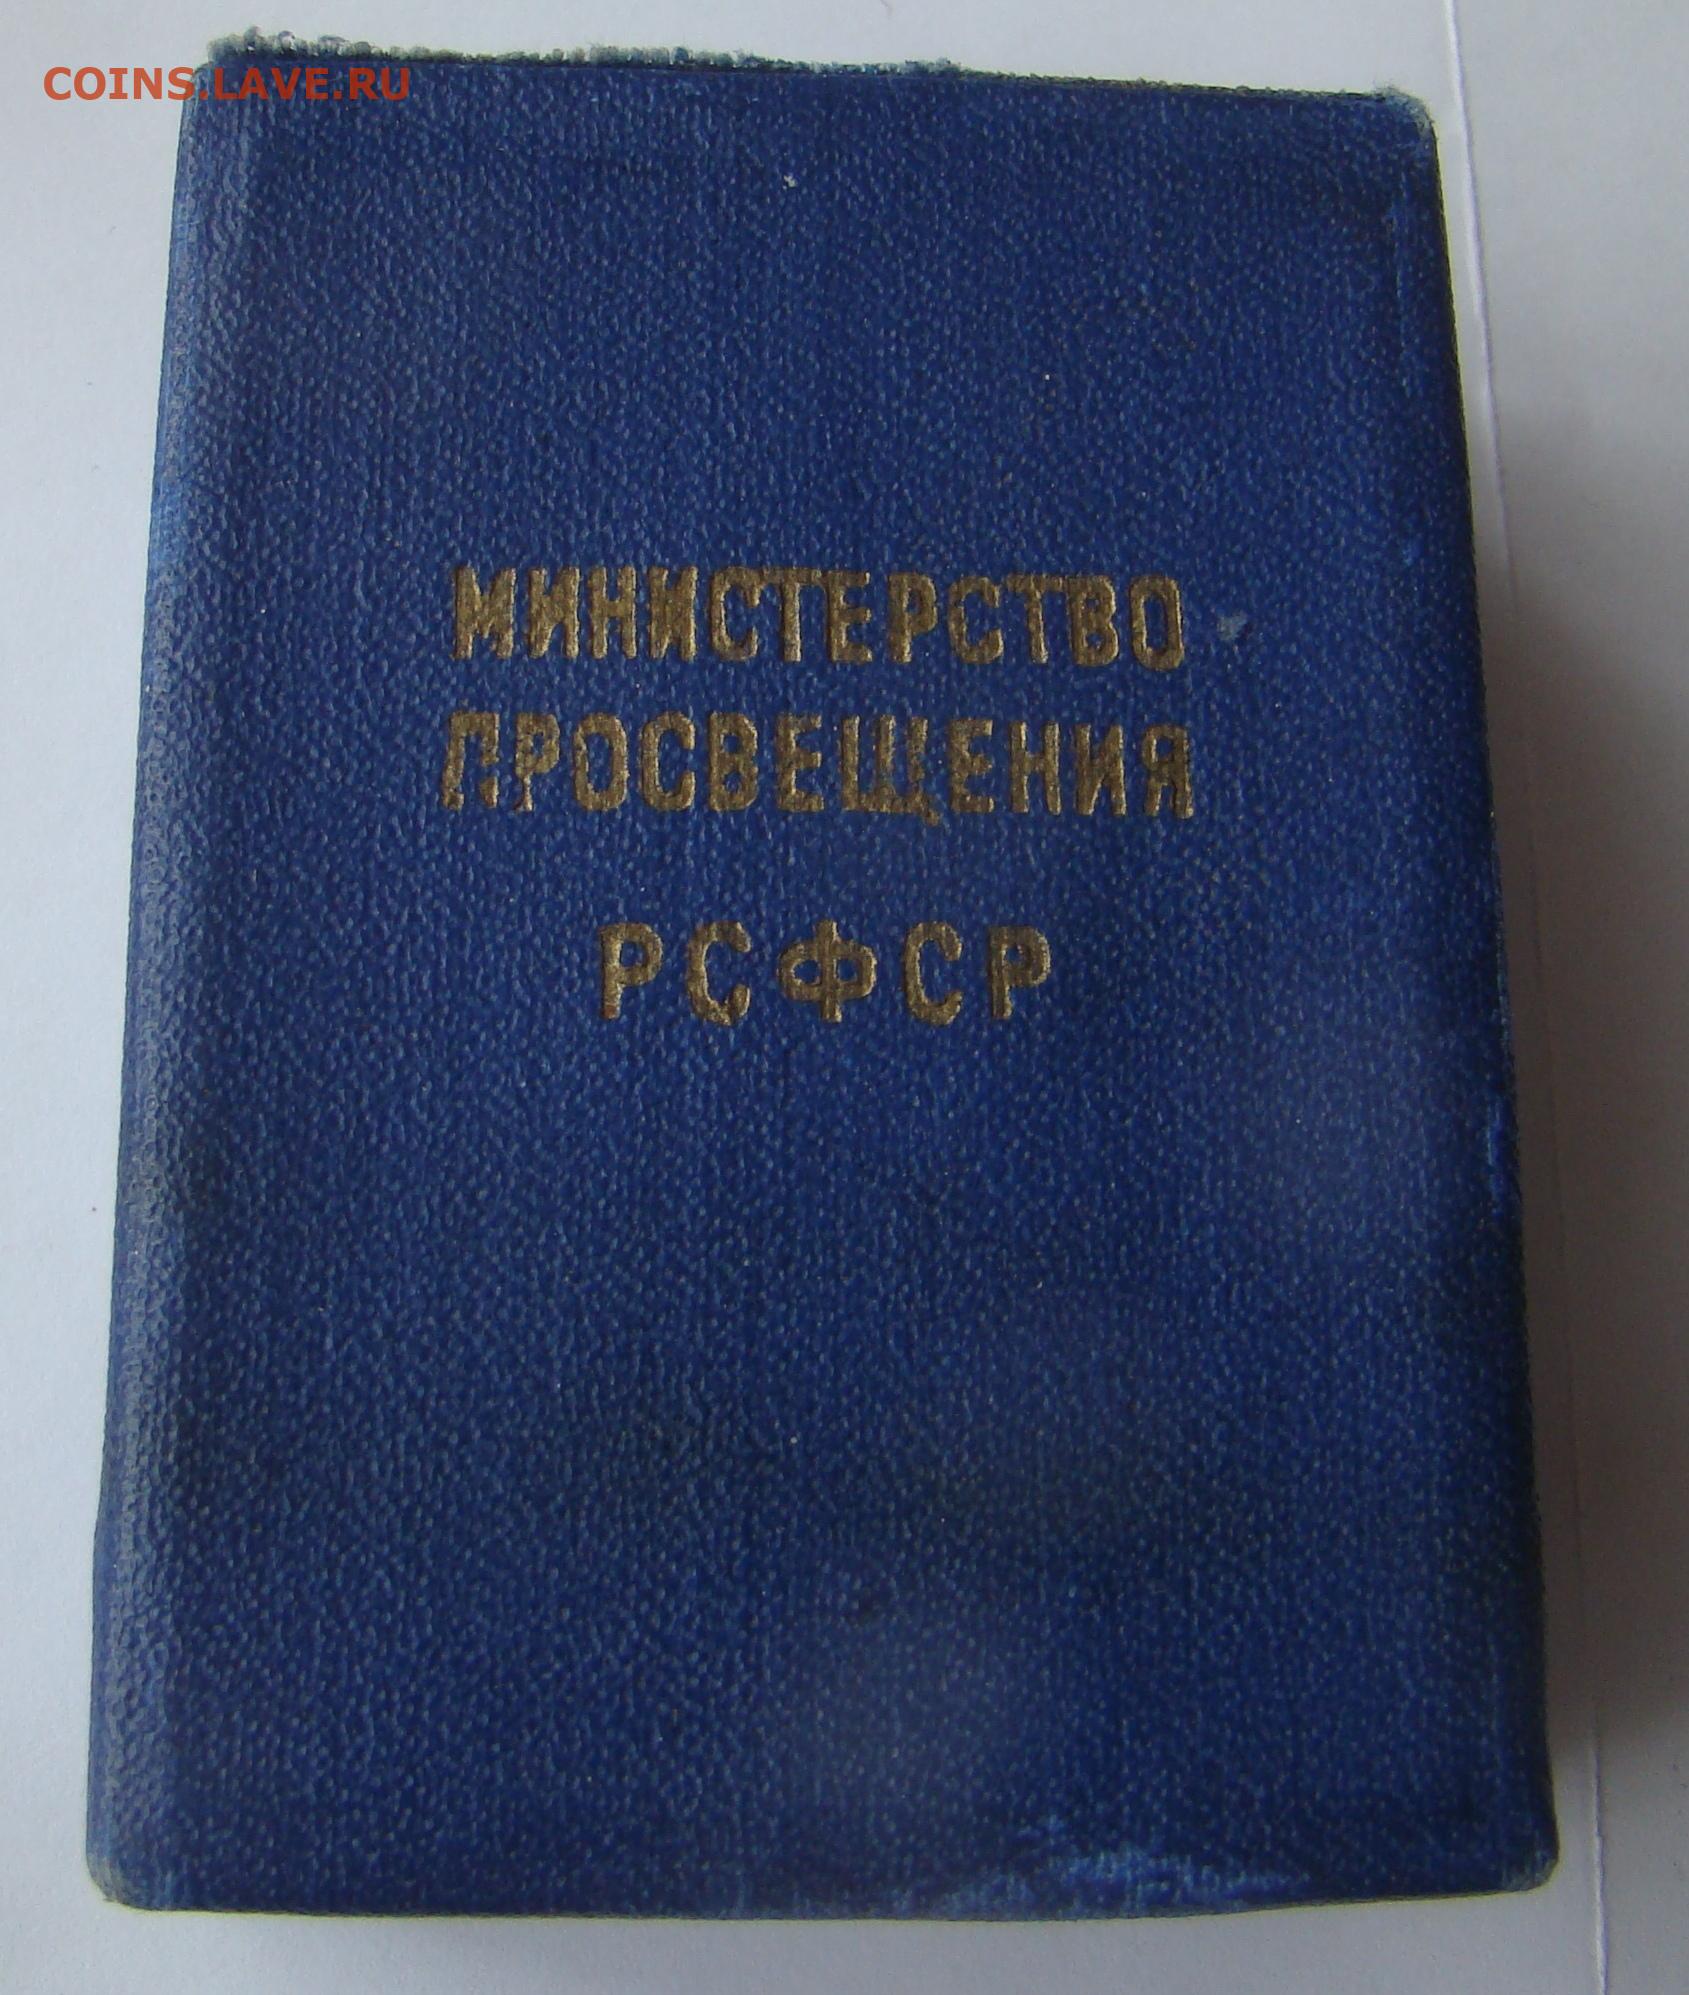 COINS.LAVE.RU
МИНИСТЕРСТВО
ПРОСВЕЩЕНИЯ
РСФСР